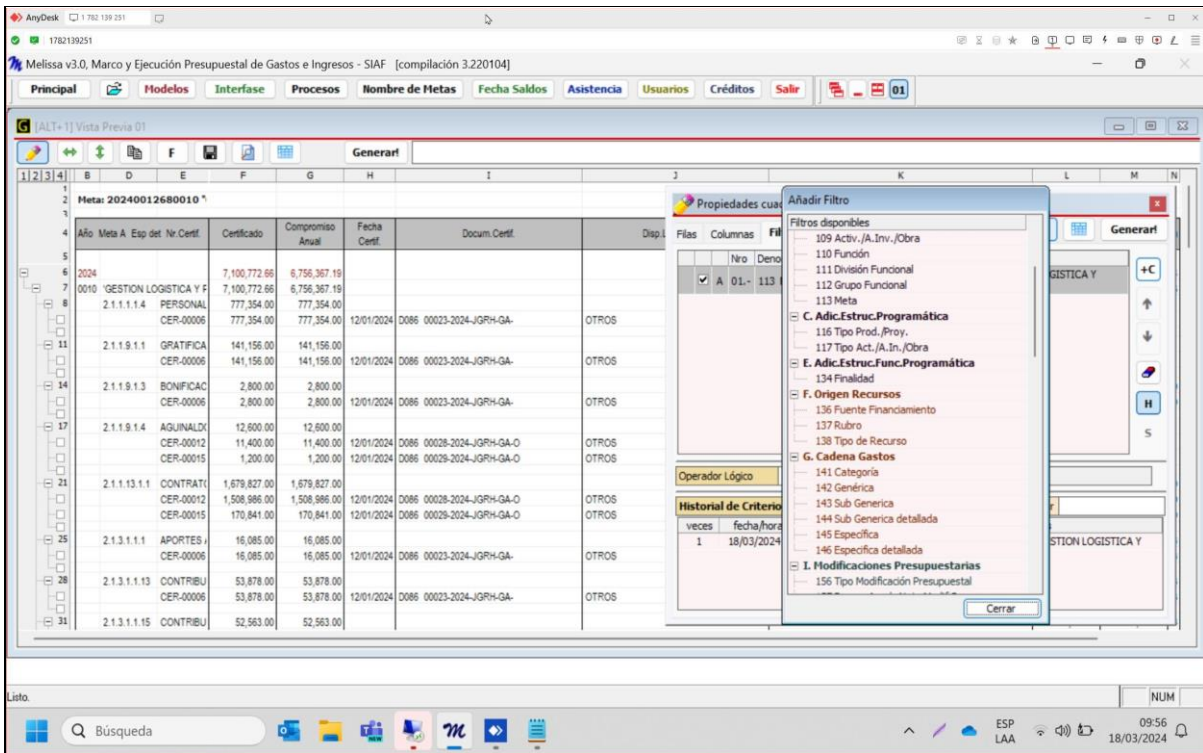 AnyDesk 1 782 139 251
1782139251
Melissa v3.0, Marco y Ejecución Presupuestal de Gastos e Ingresos - SIAF [compilación 3.220104]
Principal Modelos Interfase Procesos Nombre de Metas Fecha Saldos Asistencia Usuarios Créditos Salir 01
G [ALT+1] Vista Previa 01
F Generar!
1 2 3 4 B D E F G H I J K L M N
1
2 Meta: 20240012680010
3
4 Año Meta A Esp det Nr.Certif. Certificado Compromiso Anual Fecha Certif. Docum.Certif. Disp.L
5
6 2024 7,100,772.66 6,756,367.19
7 0010 'GESTION LOGISTICA Y F 7,100,772.66 6,756,367.19
8 2.1.1.1.1.4 PERSONAL 777,354.00 777,354.00
CER-00006 777,354.00 777,354.00 12/01/2024 D086 00023-2024-JGRH-GA- OTROS
11 2.1.1.9.1.1 GRATIFICA 141,156.00 141,156.00
CER-00006 141,156.00 141,156.00 12/01/2024 D086 00023-2024-JGRH-GA- OTROS
14 2.1.1.9.1.3 BONIFICAC 2,800.00 2,800.00
CER-00006 2,800.00 2,800.00 12/01/2024 D086 00023-2024-JGRH-GA- OTROS
17 2.1.1.9.1.4 AGUINALDO 12,600.00 12,600.00
CER-00012 11,400.00 11,400.00 12/01/2024 D086 00028-2024-JGRH-GA-O OTROS
CER-00015 1,200.00 1,200.00 12/01/2024 D086 00029-2024-JGRH-GA-O OTROS
21 2.1.1.13.1.1 CONTRAT( 1,679,827.00 1,679,827.00
CER-00012 1,508,986.00 1,508,986.00 12/01/2024 D086 00028-2024-JGRH-GA-O OTROS
CER-00015 170,841.00 170,841.00 12/01/2024 D086 00029-2024-JGRH-GA-O OTROS
25 2.1.3.1.1.1 APORTES 16,085.00 16,085.00
CER-00006 16,085.00 16,085.00 12/01/2024 D086 00023-2024-JGRH-GA- OTROS
28 2.1.3.1.1.13 CONTRIBU 53,878.00 53,878.00
CER-00006 53,878.00 53,878.00 12/01/2024 D086 00023-2024-JGRH-GA- OTROS
31 2.1.3.1.1.15 CONTRIBU 52,563.00 52,563.00
Propiedades cuad
Filas Columnas Fil Generar!
Nro Deno
A 01.- 113 GISTICA Y
+C
H
S
Operador Lógico
Historial de Criterio
veces fecha/hora
1 18/03/2024 STION LOGISTICA Y
Añadir Filtro
Filtros disponibles
109 Activ./A.Inv./Obra
110 Función
111 División Funcional
112 Grupo Funcional
113 Meta
C. Adic.Estruc.Programática
116 Tipo Prod./Proy.
117 Tipo Act./A.In./Obra
E. Adic.Estruc.Func.Programática
134 Finalidad
F. Origen Recursos
136 Fuente Financiamiento
137 Rubro
138 Tipo de Recurso
G. Cadena Gastos
141 Categoría
142 Genérica
143 Sub Generica
144 Sub Generica detallada
145 Específica
146 Especifica detallada
I. Modificaciones Presupuestarias
156 Tipo Modificación Presupuestal
Cerrar
Listo. NUM
Búsqueda
NEW
ESP
LAA
09:56
18/03/2024